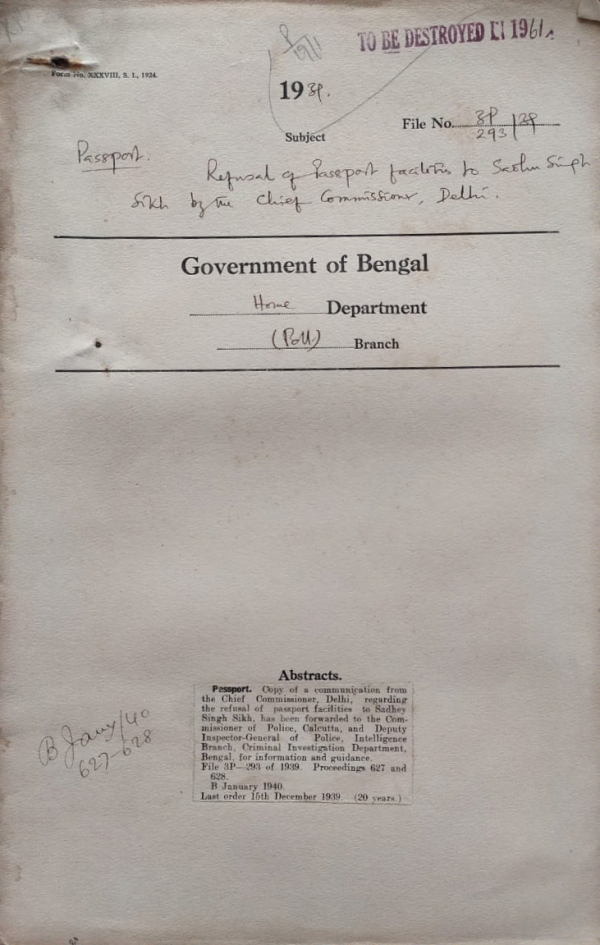 TO BE DESTROYED IN 1961.
Form No. XXXVIII, S. I., 1924.
1939.
File No. 3P/293/39
Subject
Passport. Refusal of Passport facilities to Sadhu Singh
Sikh by the Chief Commissioner, Delhi.
Government of Bengal
Home Department
(Poll) Branch
Abstracts.
Passport. Copy of a communication from
the Chief Commissioner, Delhi, regarding
the refusal of passport facilities to Sadhey
Singh Sikh, has been forwarded to the Com-
missioner of Police, Calcutta, and Deputy
Inspector-General of Police, Intelligence
Branch, Criminal Investigation Department,
Bengal, for information and guidance.
File 3P—293 of 1939. Proceedings 627 and
628.
B January 1940.
Last order 15th December 1939. (20 years.)
B Jany/40
627-628